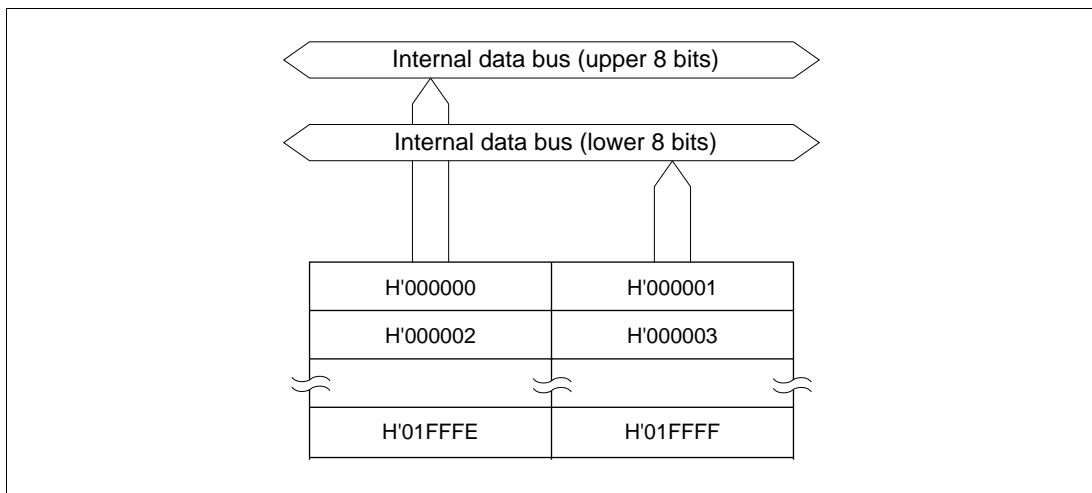 Internal data bus (upper 8 bits)
Internal data bus (lower 8 bits)
H'000000 H'000001
H'000002 H'000003
H'01FFFE H'01FFFF